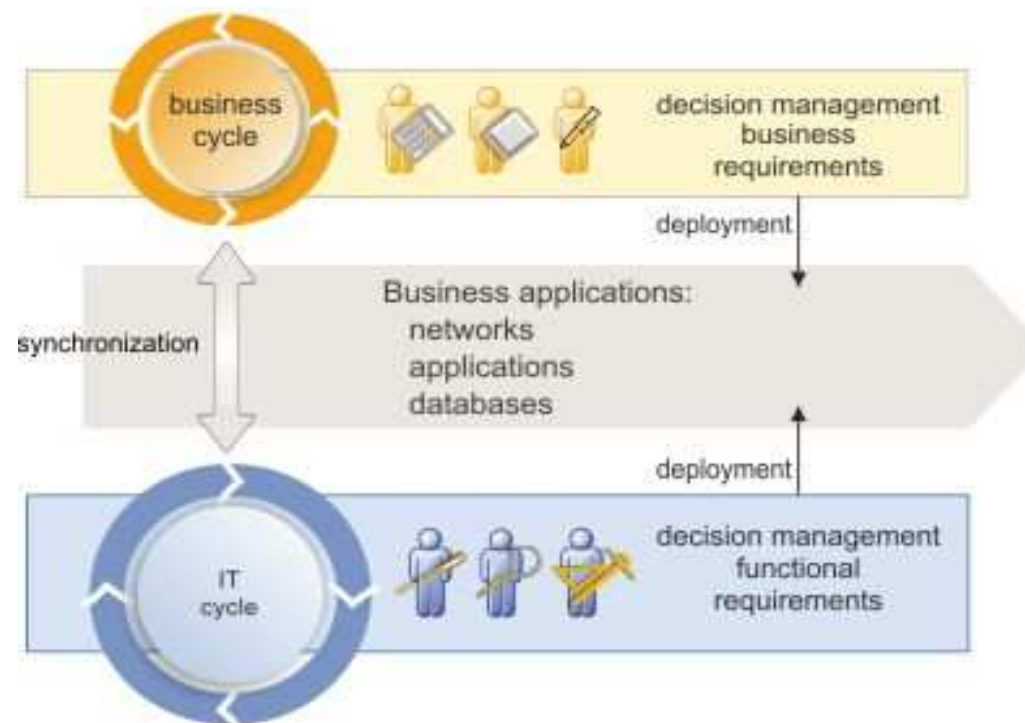 business
cycle
decision management
business
requirements
deployment
Business applications:
networks
applications
databases
synchronization
deployment
IT
cycle
decision management
functional
requirements